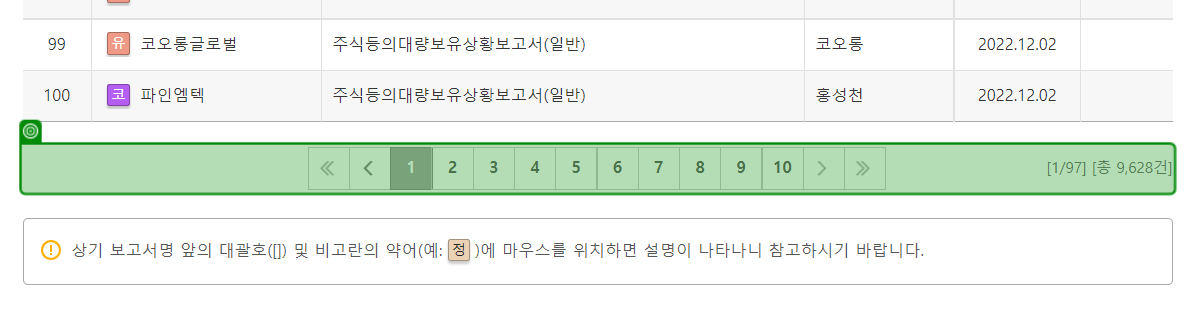 99 유 코오롱글로벌 주식등의대량보유상황보고서(일반) 코오롱 2022.12.02
100 코 파인엠텍 주식등의대량보유상황보고서(일반) 홍성천 2022.12.02
1 2 3 4 5 6 7 8 9 10 [1/97] [총 9,628건]
상기 보고서명 앞의 대괄호([]) 및 비고란의 약어(예: 정 )에 마우스를 위치하면 설명이 나타나니 참고하시기 바랍니다.